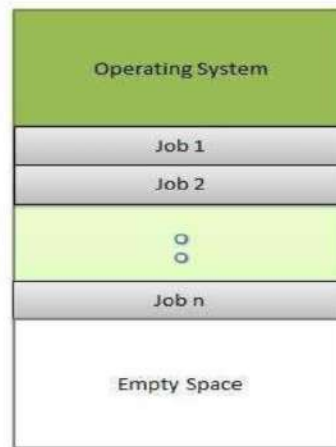 Operating System
Job 1
Job 2
Job n
Empty Space